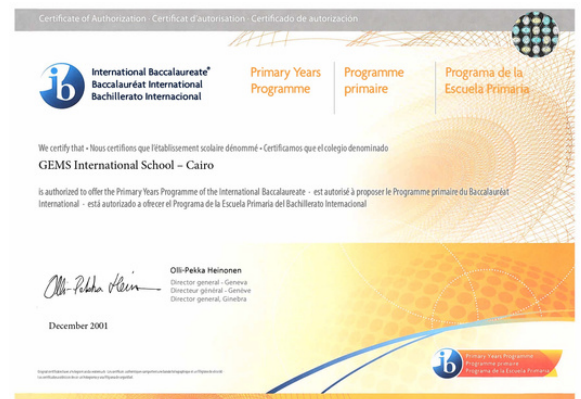 Certificate of Authorization · Certificat d'autorisation · Certificado de autorización
International Baccalaureate®
Baccalauréat International
Bachillerato Internacional
Primary Years
Programme
Programme
primaire
Programa de la
Escuela Primaria
We certify that • Nous certifions que l'établissement scolaire dénommé • Certificamos que el colegio denominado
GEMS International School – Cairo
is authorized to offer the Primary Years Programme of the International Baccalaureate - est autorisé à proposer le Programme primaire du Baccalauréat
International - está autorizado a ofrecer el Programa de la Escuela Primaria del Bachillerato Internacional
Olli-Pekka Heinonen
Director general - Geneva
Directeur général - Genève
Director general, Ginebra
December 2001
Primary Years Programme
Programme primaire
Programa de la Escuela Primaria